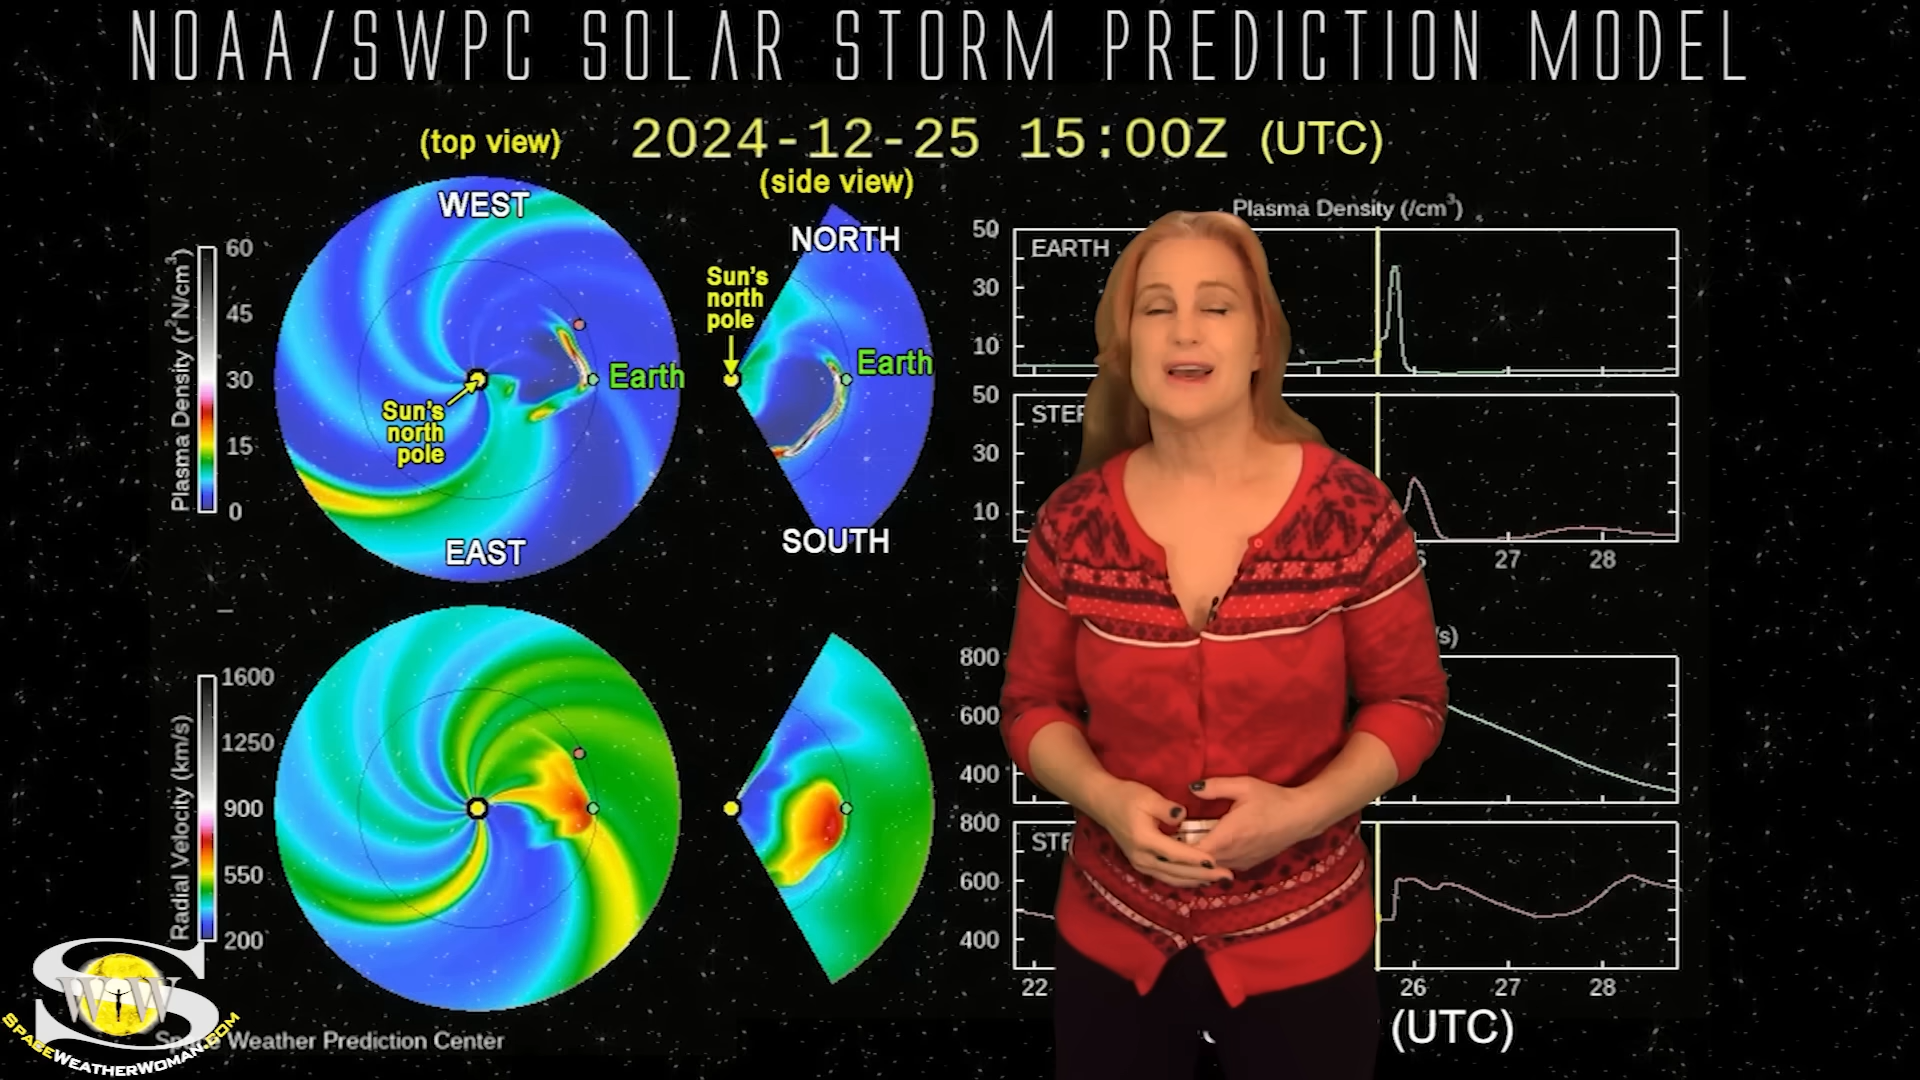 NOAA/SWPC SOLAR STORM PREDICTION MODEL
2024-12-25 15:00Z (UTC)
(top view)
(side view)
WEST
EAST
Sun's
north
pole
Earth
NORTH
SOUTH
Sun's
north
pole
Earth
Plasma Density (r²N/cm³)
60
45
30
15
0
Radial Velocity (km/s)
1600
1250
900
550
200
Plasma Density (/cm³)
EARTH
50
30
10
50
30
10
27
28
/s)
800
600
400
800
600
400
22
26
27
28
(UTC)
Weather Prediction Center
SWW
SPACEWEATHERWOMAN.COM